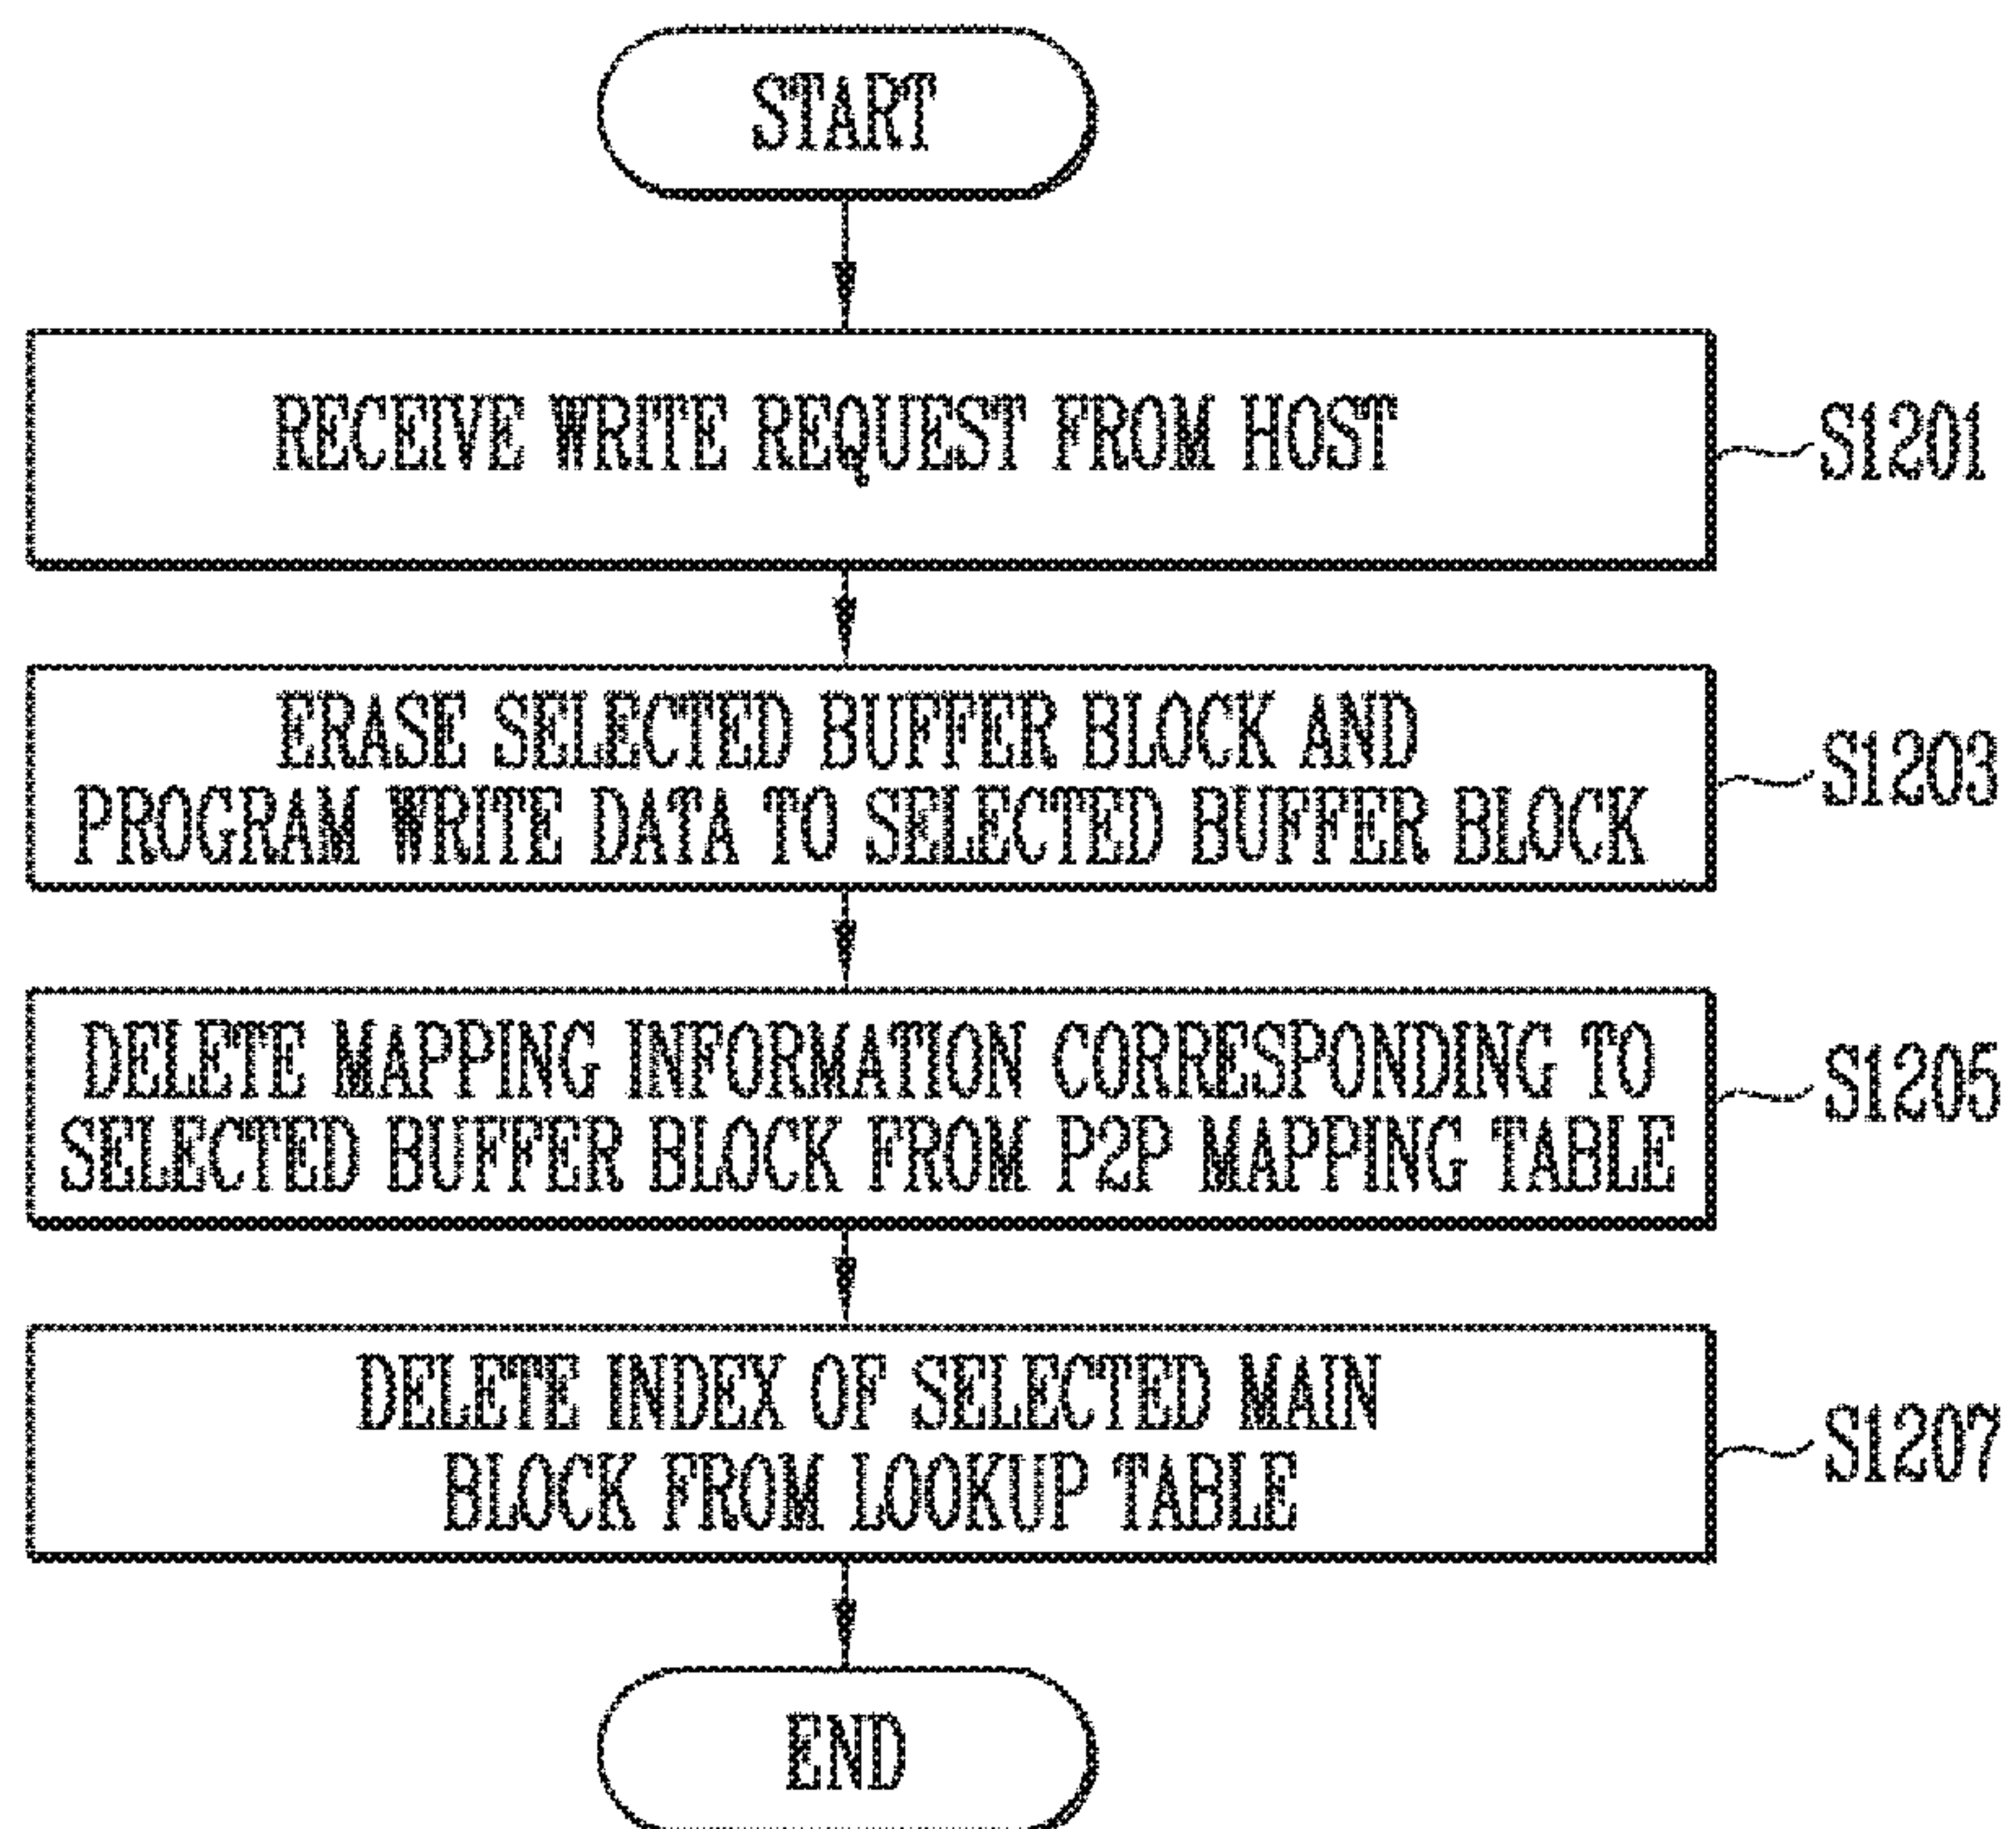 START
RECEIVE WRITE REQUEST FROM HOST
S1201
ERASE SELECTED BUFFER BLOCK AND
PROGRAM WRITE DATA TO SELECTED BUFFER BLOCK
S1203
DELETE MAPPING INFORMATION CORRESPONDING TO
SELECTED BUFFER BLOCK FROM P2P MAPPING TABLE
S1205
DELETE INDEX OF SELECTED MAIN
BLOCK FROM LOOKUP TABLE
S1207
END